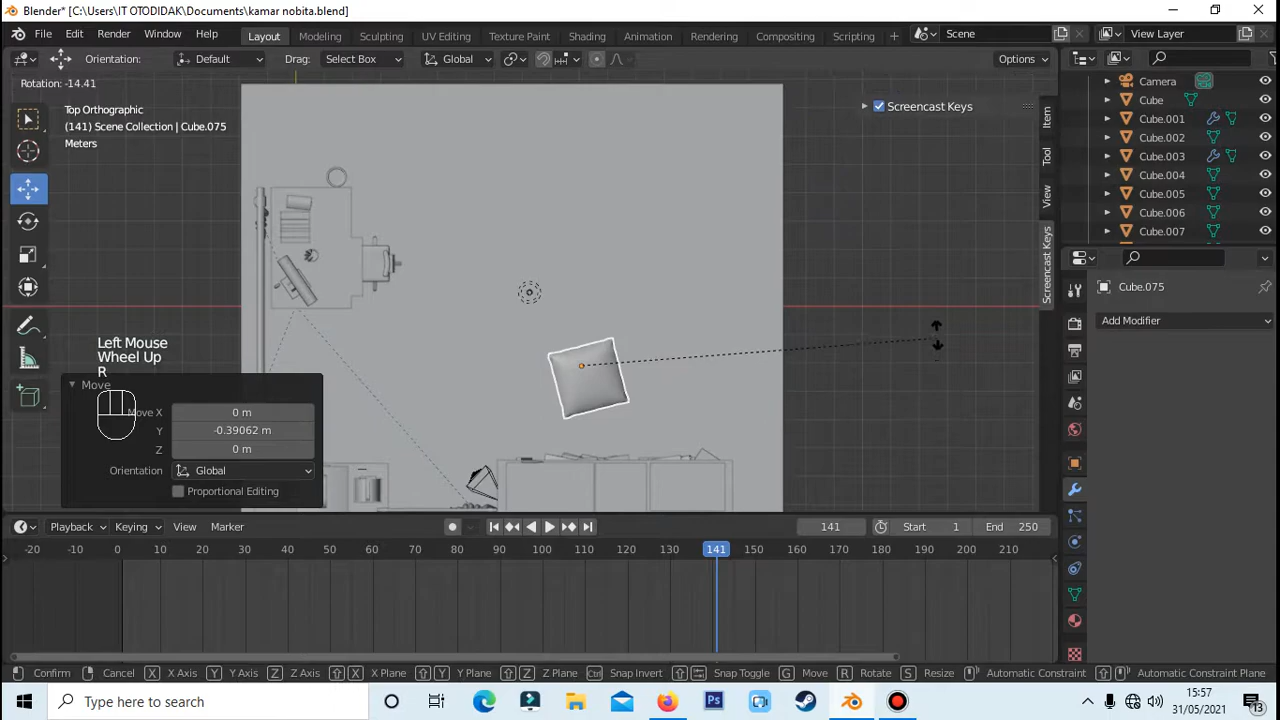 Blender* [C:\Users\IT OTODIDAK\Documents\kamar nobita.blend]
File Edit Render Window Help Layout Modeling Sculpting UV Editing Texture Paint Shading Animation Rendering Compositing Scripting + Scene View Layer
Orientation: Default Drag: Select Box Global Options
Rotation: -14.41
Top Orthographic
(141) Scene Collection | Cube.075
Meters
Screencast Keys
Item
Tool
View
Screencast Keys
Camera
Cube
Cube.001
Cube.002
Cube.003
Cube.004
Cube.005
Cube.006
Cube.007
Cube.075
Add Modifier
Left Mouse
Wheel Up
R
Move
Move X 0 m
Y -0.39062 m
Z 0 m
Orientation Global
Proportional Editing
Playback Keying View Marker 141 Start 1 End 250
-20 -10 0 10 20 30 40 50 60 70 80 90 100 110 120 130 141 150 160 170 180 190 200 210
Confirm Cancel X X Axis Y Y Axis Z Z Axis X X Plane Y Y Plane Z Z Plane Ctrl Snap Invert Snap Toggle G Move R Rotate S Resize Automatic Constraint Automatic Constraint Plane
Type here to search
Ps
15:57
31/05/2021
13